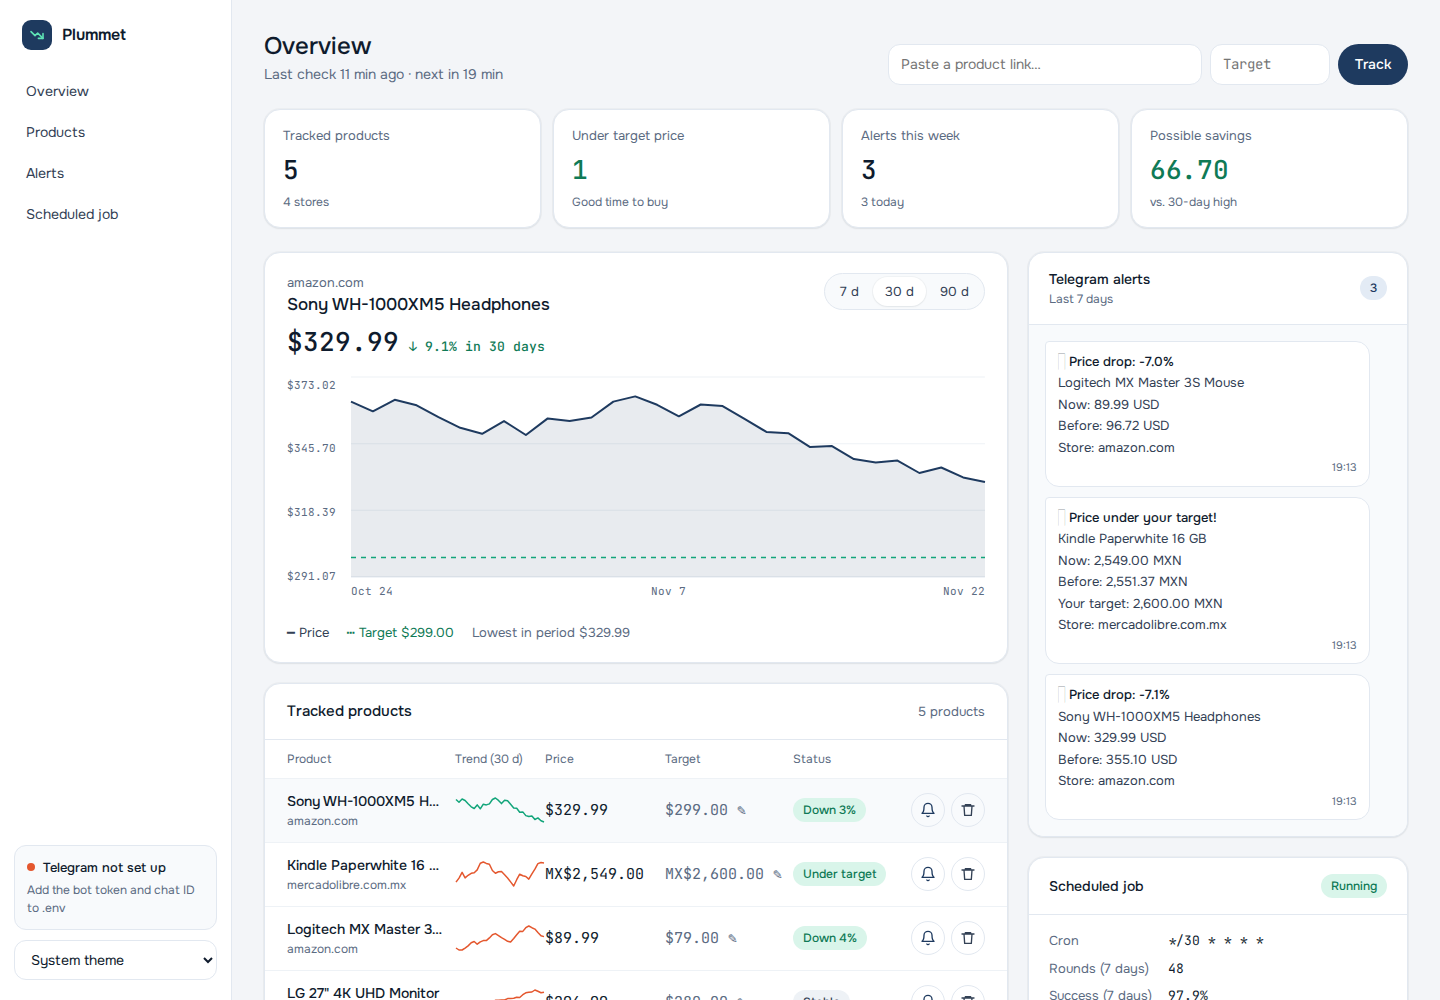 Plummet
Overview
Products
Alerts
Scheduled job
Telegram not set up
Add the bot token and chat ID
to .env
System theme
Overview
Last check 11 min ago · next in 19 min
Paste a product link...
Target
Track
Tracked products
5
4 stores
Under target price
1
Good time to buy
Alerts this week
3
3 today
Possible savings
66.70
vs. 30-day high
amazon.com
Sony WH-1000XM5 Headphones
$329.99 ↓ 9.1% in 30 days
7 d
30 d
90 d
$373.02
$345.70
$318.39
$291.07
Oct 24
Nov 7
Nov 22
Price
Target $299.00 · Lowest in period $329.99
Tracked products
5 products
Product
Trend (30 d)
Price
Target
Status
Sony WH-1000XM5 H...
amazon.com
$329.99
$299.00 ✎
Down 3%
Kindle Paperwhite 16 ...
mercadolibre.com.mx
MX$2,549.00
MX$2,600.00 ✎
Under target
Logitech MX Master 3...
amazon.com
$89.99
$79.00 ✎
Down 4%
LG 27" 4K UHD Monitor
Telegram alerts
Last 7 days
3
Price drop: -7.0%
Logitech MX Master 3S Mouse
Now: 89.99 USD
Before: 96.72 USD
Store: amazon.com
19:13
Price under your target!
Kindle Paperwhite 16 GB
Now: 2,549.00 MXN
Before: 2,551.37 MXN
Your target: 2,600.00 MXN
Store: mercadolibre.com.mx
19:13
Price drop: -7.1%
Sony WH-1000XM5 Headphones
Now: 329.99 USD
Before: 355.10 USD
Store: amazon.com
19:13
Scheduled job
Running
Cron
*/30 * * * *
Rounds (7 days)
48
Success (7 days)
97.9%